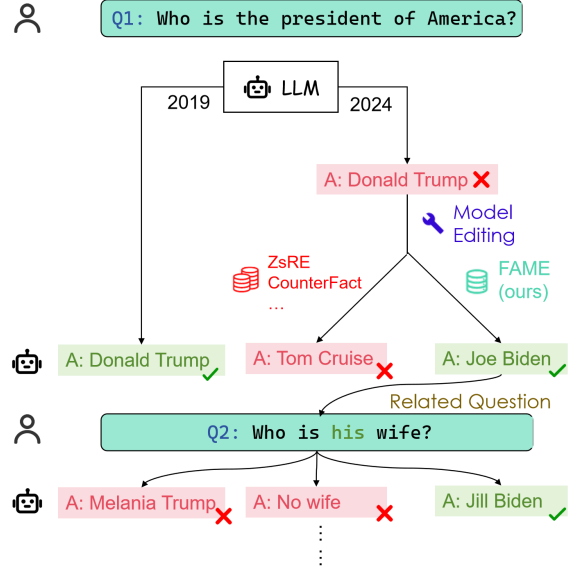 Q1: Who is the president of America?
LLM
2019
2024
A: Donald Trump
Model
Editing
ZsRE
CounterFact
...
FAME
(ours)
A: Donald Trump
A: Tom Cruise
A: Joe Biden
Related Question
Q2: Who is his wife?
A: Melania Trump
A: No wife
A: Jill Biden